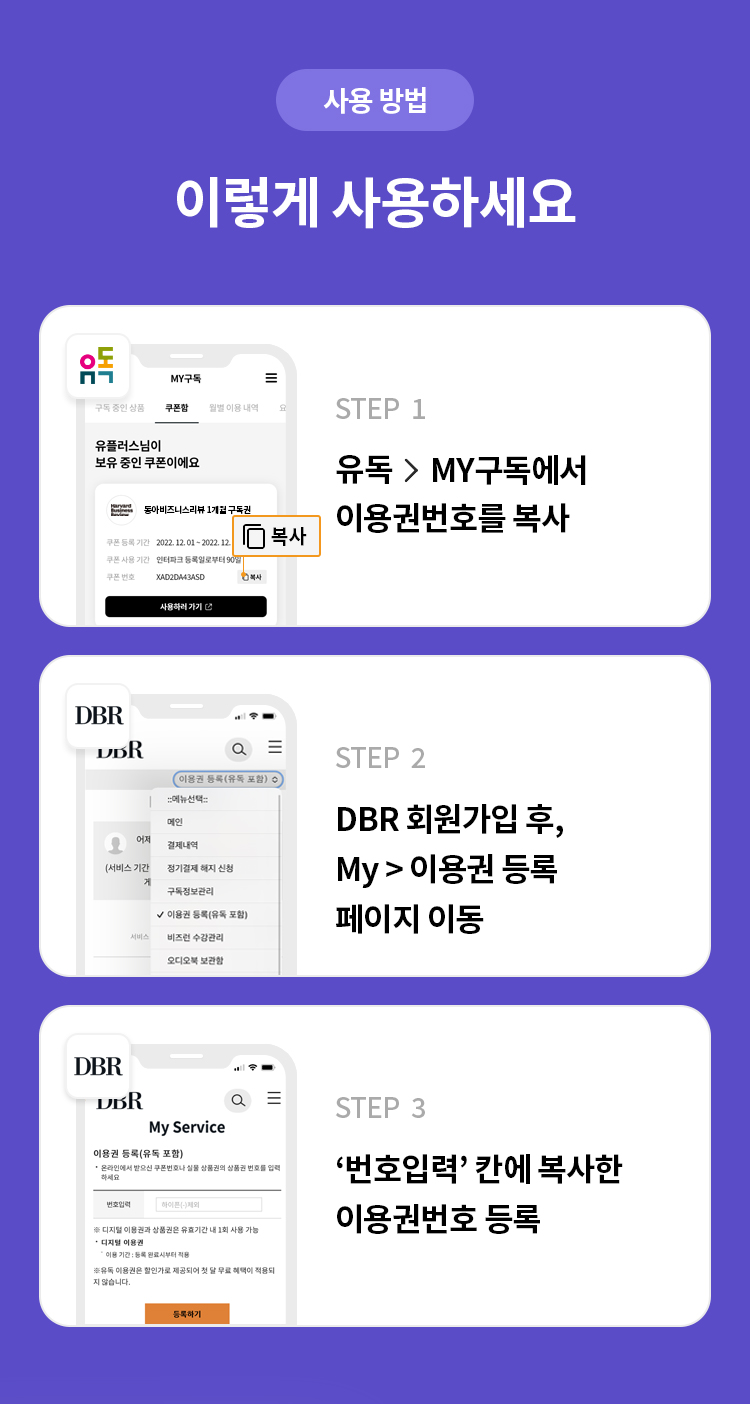 사용 방법
이렇게 사용하세요
유독
MY구독
구독 중인 상품 쿠폰함 월별 이용 내역 요
유플러스님이
보유 중인 쿠폰이에요
Harvard
Business
Review
동아비즈니스리뷰 1개월 구독권
쿠폰 등록 기간 2022. 12. 01 ~ 2022. 12.
쿠폰 사용 기간 인터파크 등록일로부터 90일
쿠폰 번호 XAD2DA43ASD 복사
복사
사용하러 가기
STEP 1
유독 > MY구독에서
이용권번호를 복사
DBR
DBR
이용권 등록(유독 포함)
::메뉴선택::
메인
결제내역
정기결제 해지 신청
구독정보관리
✓ 이용권 등록(유독 포함)
비즈런 수강관리
오디오북 보관함
어제
(서비스 기간
게
서비스
STEP 2
DBR 회원가입 후,
My > 이용권 등록
페이지 이동
DBR
DBR
My Service
이용권 등록(유독 포함)
• 온라인에서 받으신 쿠폰번호나 실물 상품권의 상품권 번호를 입력
하세요
번호입력 하이픈(-)제외
※ 디지털 이용권과 상품권은 유효기간 내 1회 사용 가능
• 디지털 이용권
- 이용 기간 : 등록 완료시부터 적용
※유독 이용권은 할인가로 제공되어 첫 달 무료 혜택이 적용되
지 않습니다.
등록하기
STEP 3
‘번호입력’ 칸에 복사한
이용권번호 등록